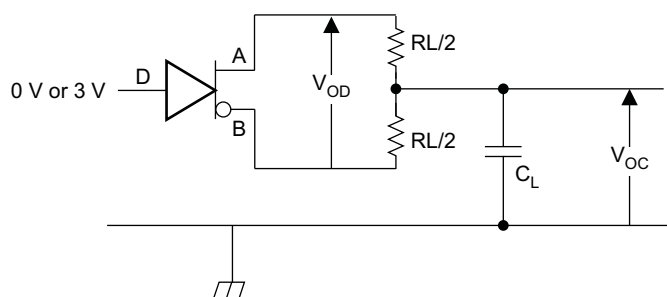 A
RL/2
0 V or 3 V
D
V_OD
B
RL/2
C_L
V_OC